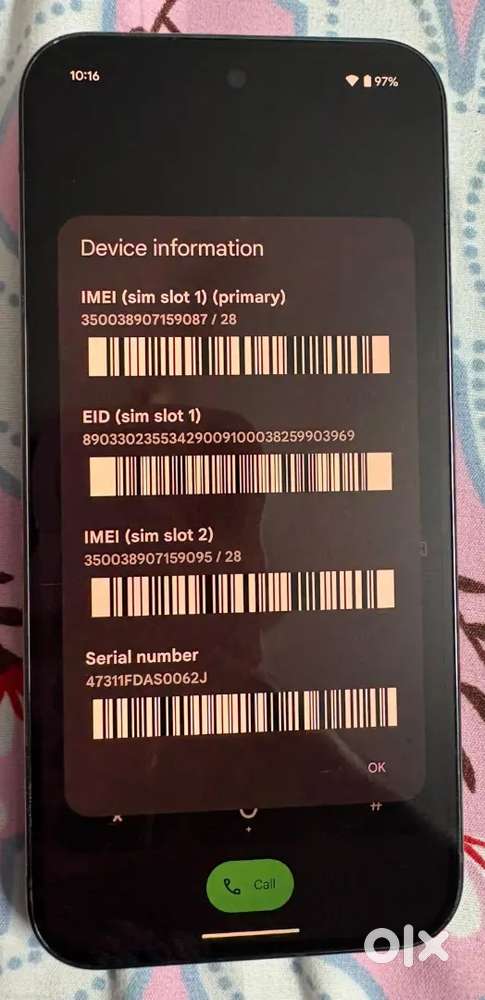 10:16
97%
Device information
IMEI (sim slot 1) (primary)
350038907159087 / 28
EID (sim slot 1)
89033023553429009100038259903969
IMEI (sim slot 2)
350038907159095 / 28
Serial number
47311FDAS0062J
OK
#
+
Call
olx